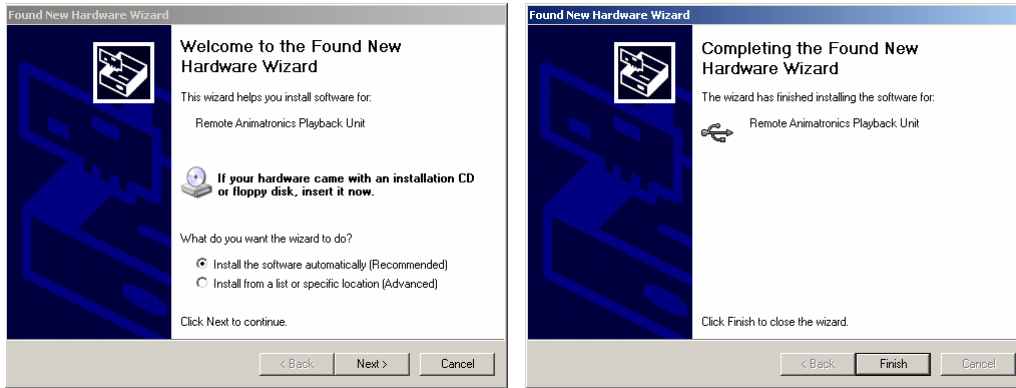 Found New Hardware Wizard
Welcome to the Found New
Hardware Wizard
This wizard helps you install software for:
Remote Animatronics Playback Unit
If your hardware came with an installation CD
or floppy disk, insert it now.
What do you want the wizard to do?
Install the software automatically (Recommended)
Install from a list or specific location (Advanced)
Click Next to continue.
< Back
Next >
Cancel
Found New Hardware Wizard
Completing the Found New
Hardware Wizard
The wizard has finished installing the software for:
Remote Animatronics Playback Unit
Click Finish to close the wizard.
< Back
Finish
Cancel